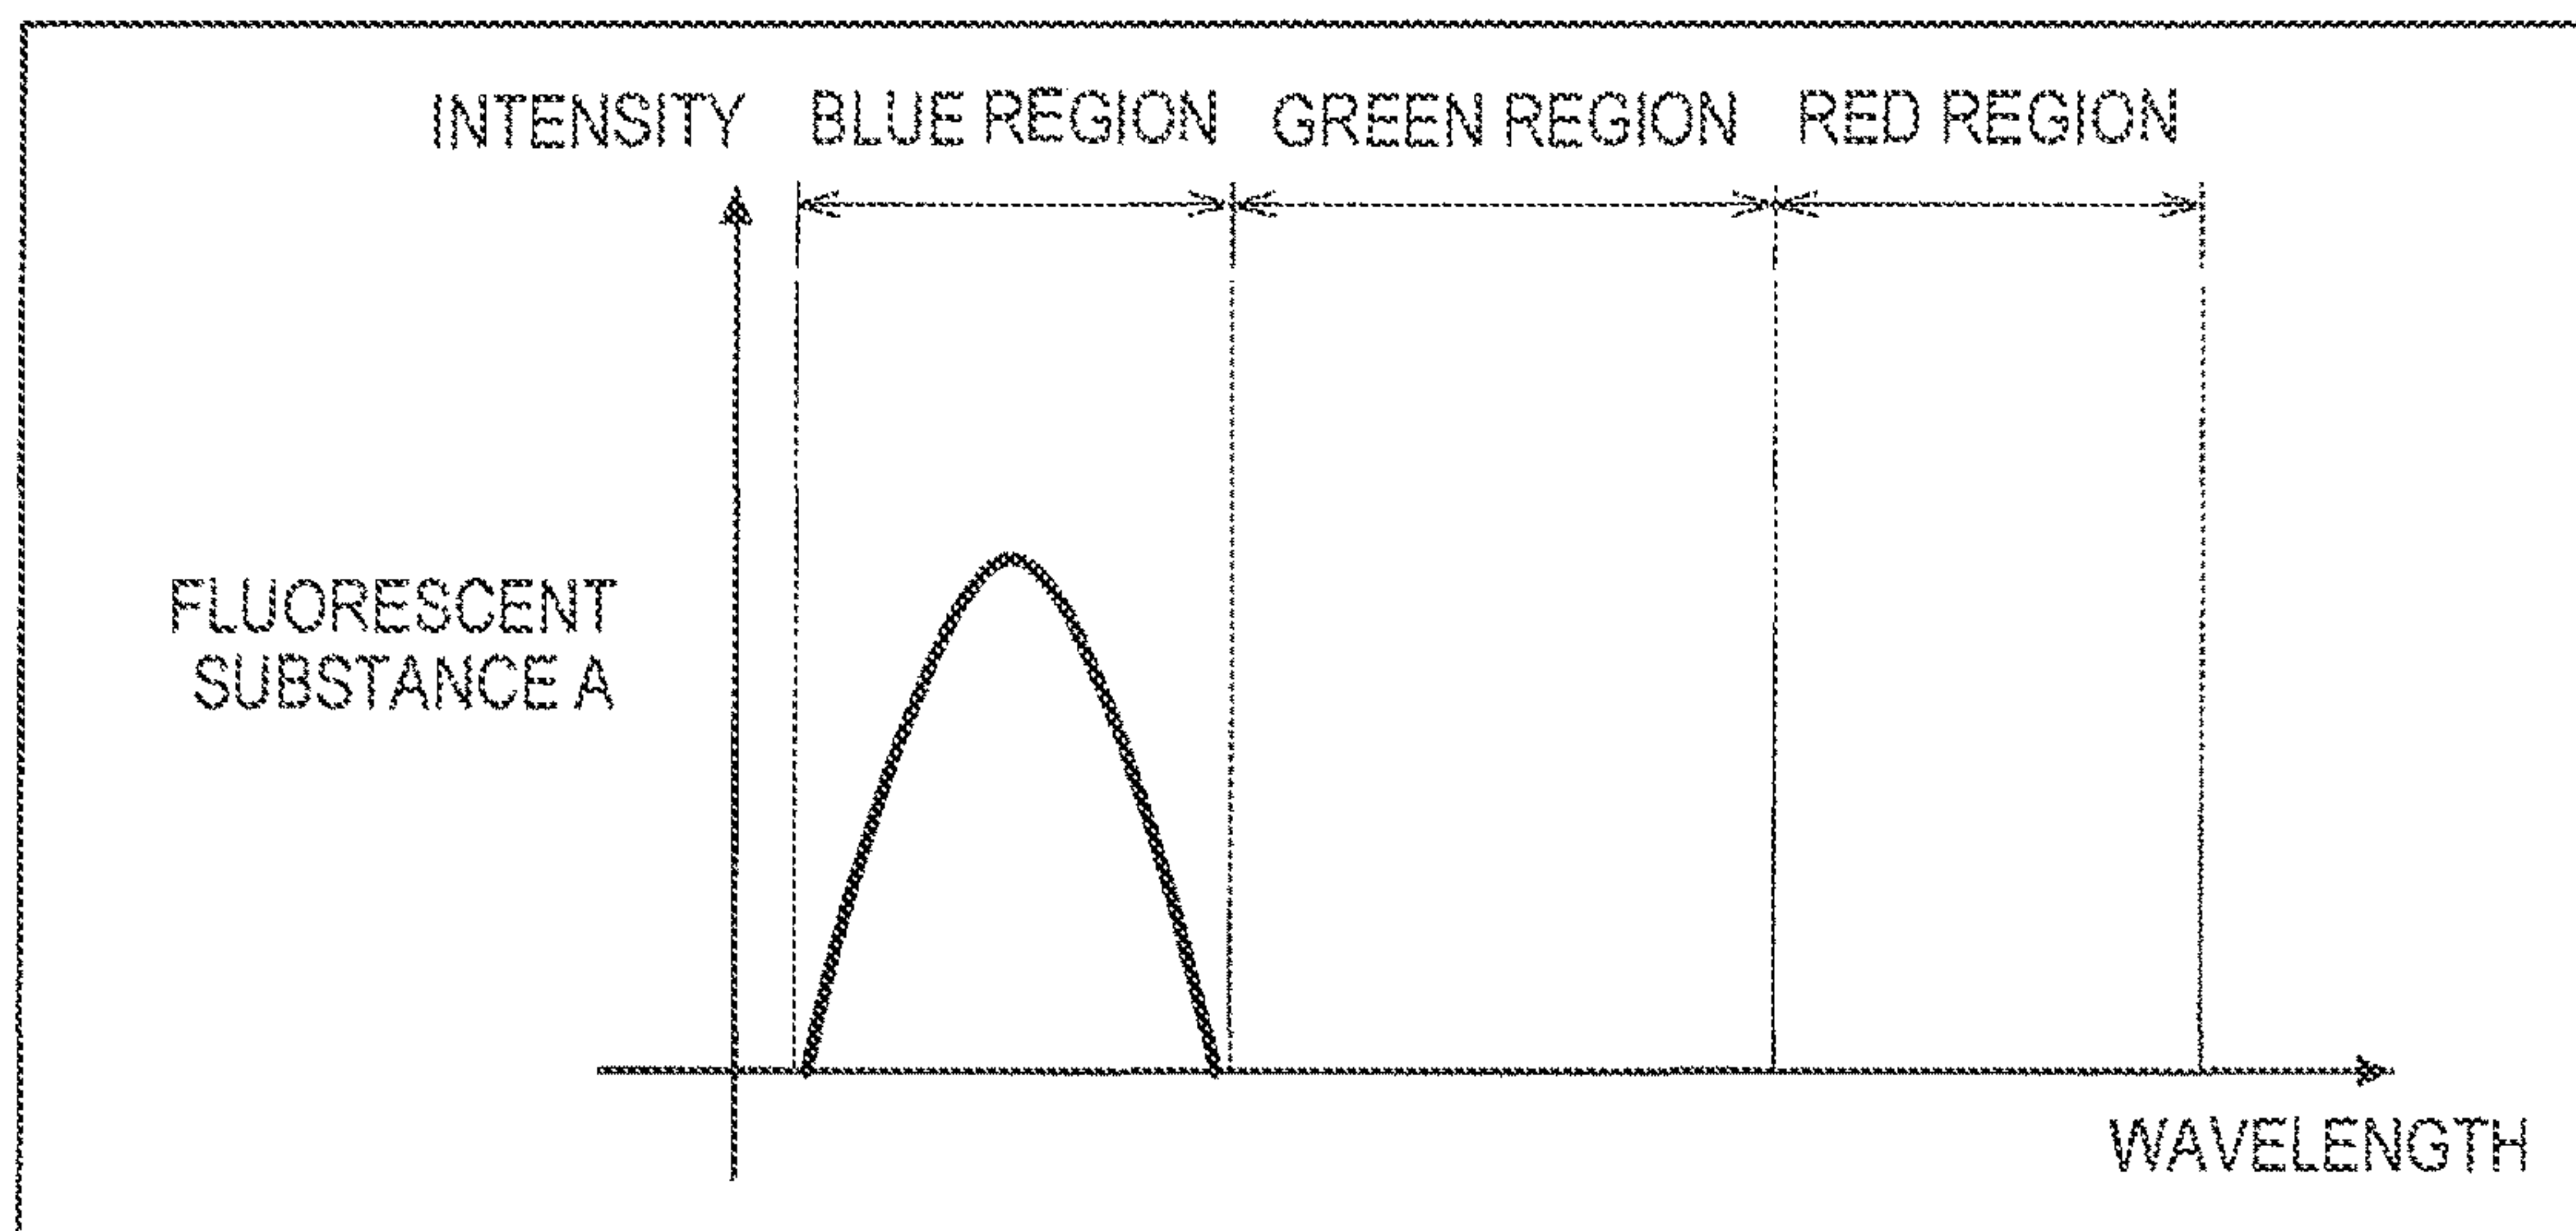 INTENSITY BLUE REGION GREEN REGION RED REGION
FLUORESCENT
SUBSTANCE A
WAVELENGTH